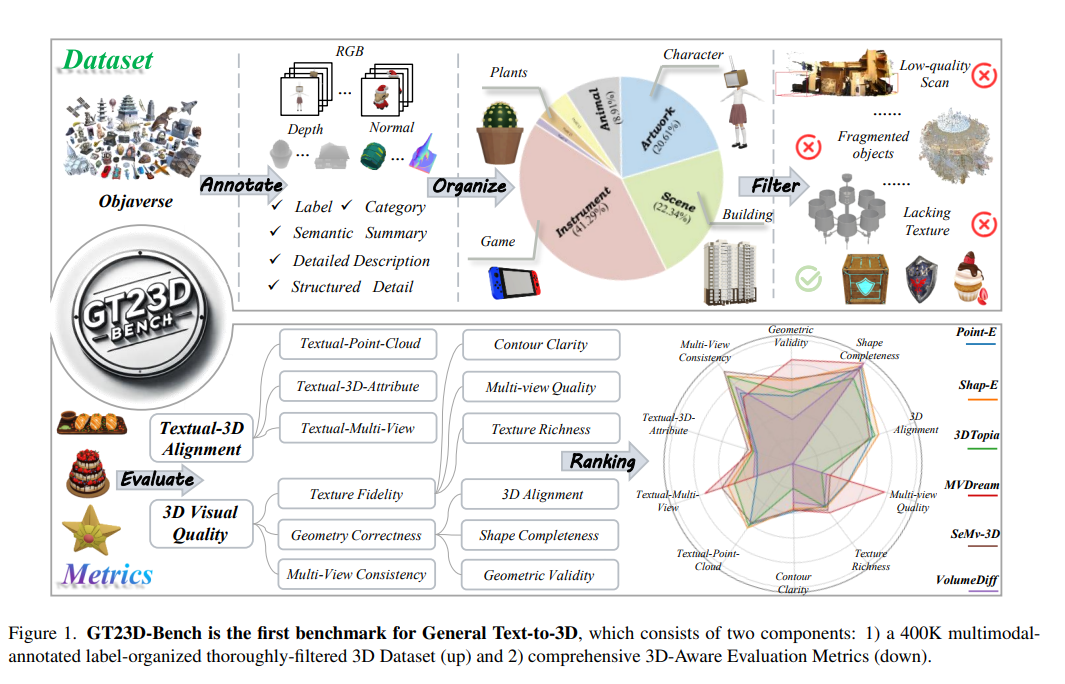 Dataset
Objaverse
Annotate
RGB
...
Depth
Normal
...
...
✓ Label ✓ Category
✓ Semantic Summary
✓ Detailed Description
✓ Structured Detail
Organize
Plants
Character
Animal
(8.91%)
Artwork
(20.61%)
Scene
(22.34%)
Instrument
(41.29%)
Game
Building
Filter
Low-quality
Scan
......
Fragmented
objects
......
Lacking
Texture
GT23D
BENCH
Evaluate
Metrics
Textual-3D
Alignment
3D Visual
Quality
Textual-Point-Cloud
Textual-3D-Attribute
Textual-Multi-View
Texture Fidelity
Geometry Correctness
Multi-View Consistency
Contour Clarity
Multi-view Quality
Texture Richness
3D Alignment
Shape Completeness
Geometric Validity
Ranking
Geometric
Validity
Shape
Completeness
3D
Alignment
Multi-view
Quality
Texture
Richness
Contour
Clarity
Textual-Point-
Cloud
Textual-Multi-
View
Textual-3D-
Attribute
Multi-View
Consistency
Point-E
Shap-E
3DTopia
MVDream
SeMv-3D
VolumeDiff
Figure 1. GT23D-Bench is the first benchmark for General Text-to-3D, which consists of two components: 1) a 400K multimodal-
annotated label-organized thoroughly-filtered 3D Dataset (up) and 2) comprehensive 3D-Aware Evaluation Metrics (down).